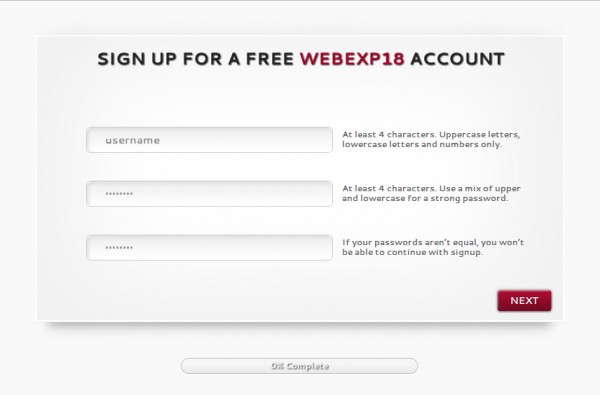 SIGN UP FOR A FREE WEBEXP18 ACCOUNT
username
At least 4 characters. Uppercase letters,
lowercase letters and numbers only.
••••••••
At least 4 characters. Use a mix of upper
and lowercase for a strong password.
••••••••
If your passwords aren't equal, you won't
be able to continue with signup.
NEXT
0% Complete